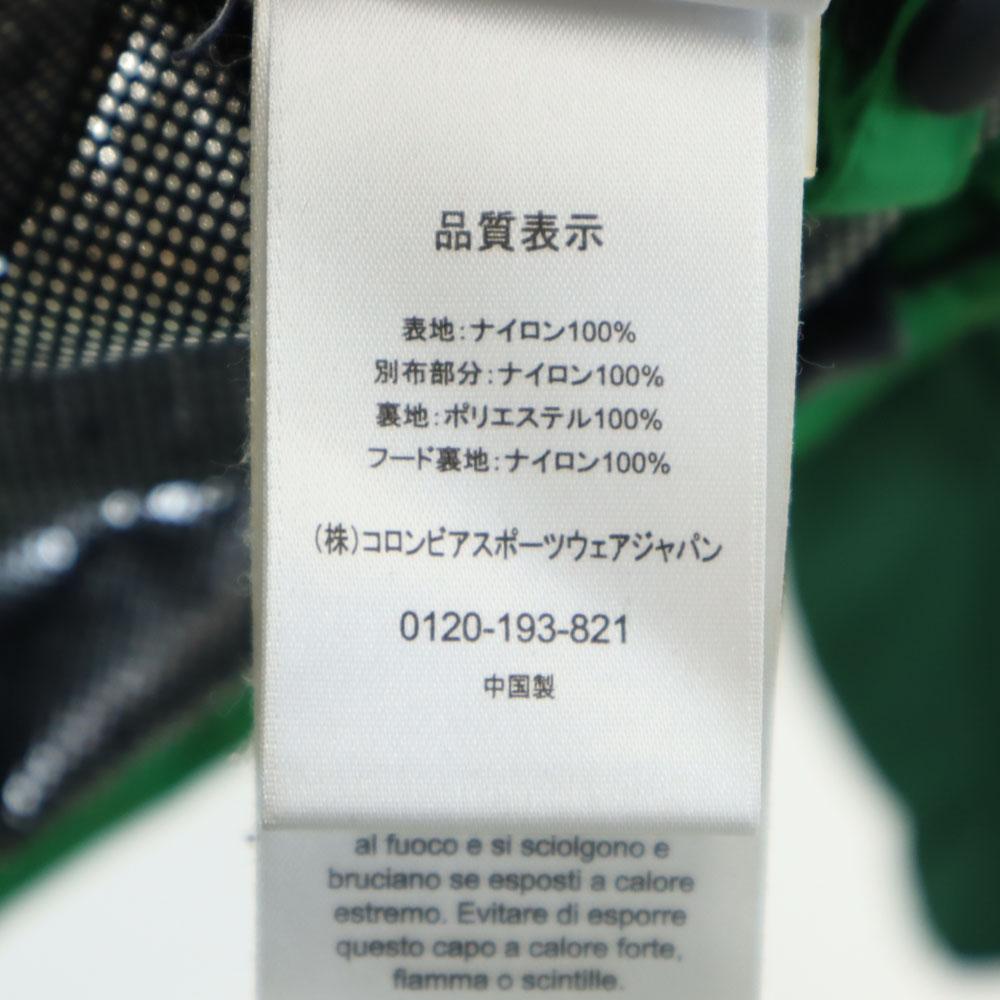 品質表示
表地:ナイロン100%
別布部分:ナイロン100%
裏地:ポリエステル100%
フード裏地:ナイロン100%
(株)コロンビアスポーツウェアジャパン
0120-193-821
中国製
al fuoco e si sciolgono e
bruciano se esposti a calore
estremo. Evitare di esporre
questo capo a calore forte,
fiamma o scintille.